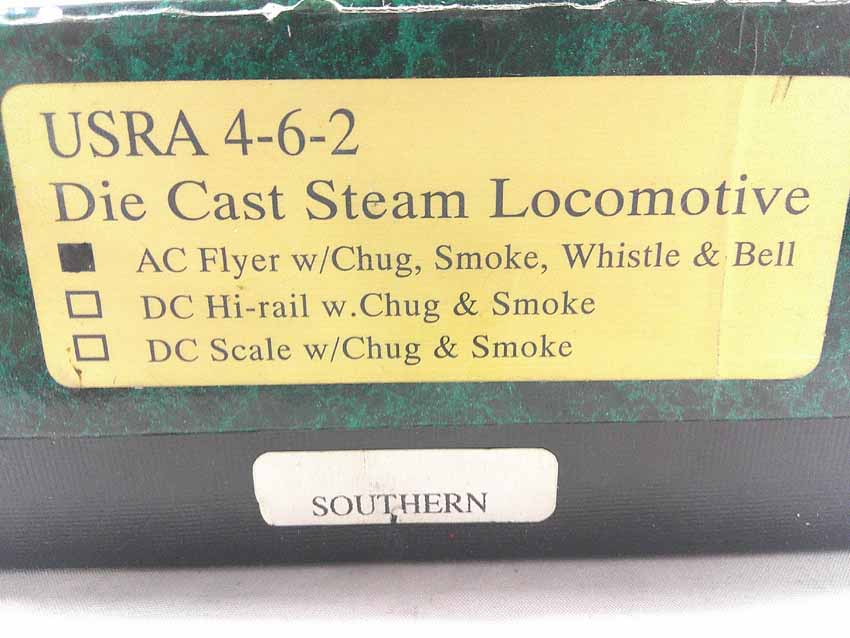 USRA 4-6-2
Die Cast Steam Locomotive
AC Flyer w/Chug, Smoke, Whistle & Bell
DC Hi-rail w.Chug & Smoke
DC Scale w/Chug & Smoke
SOUTHERN